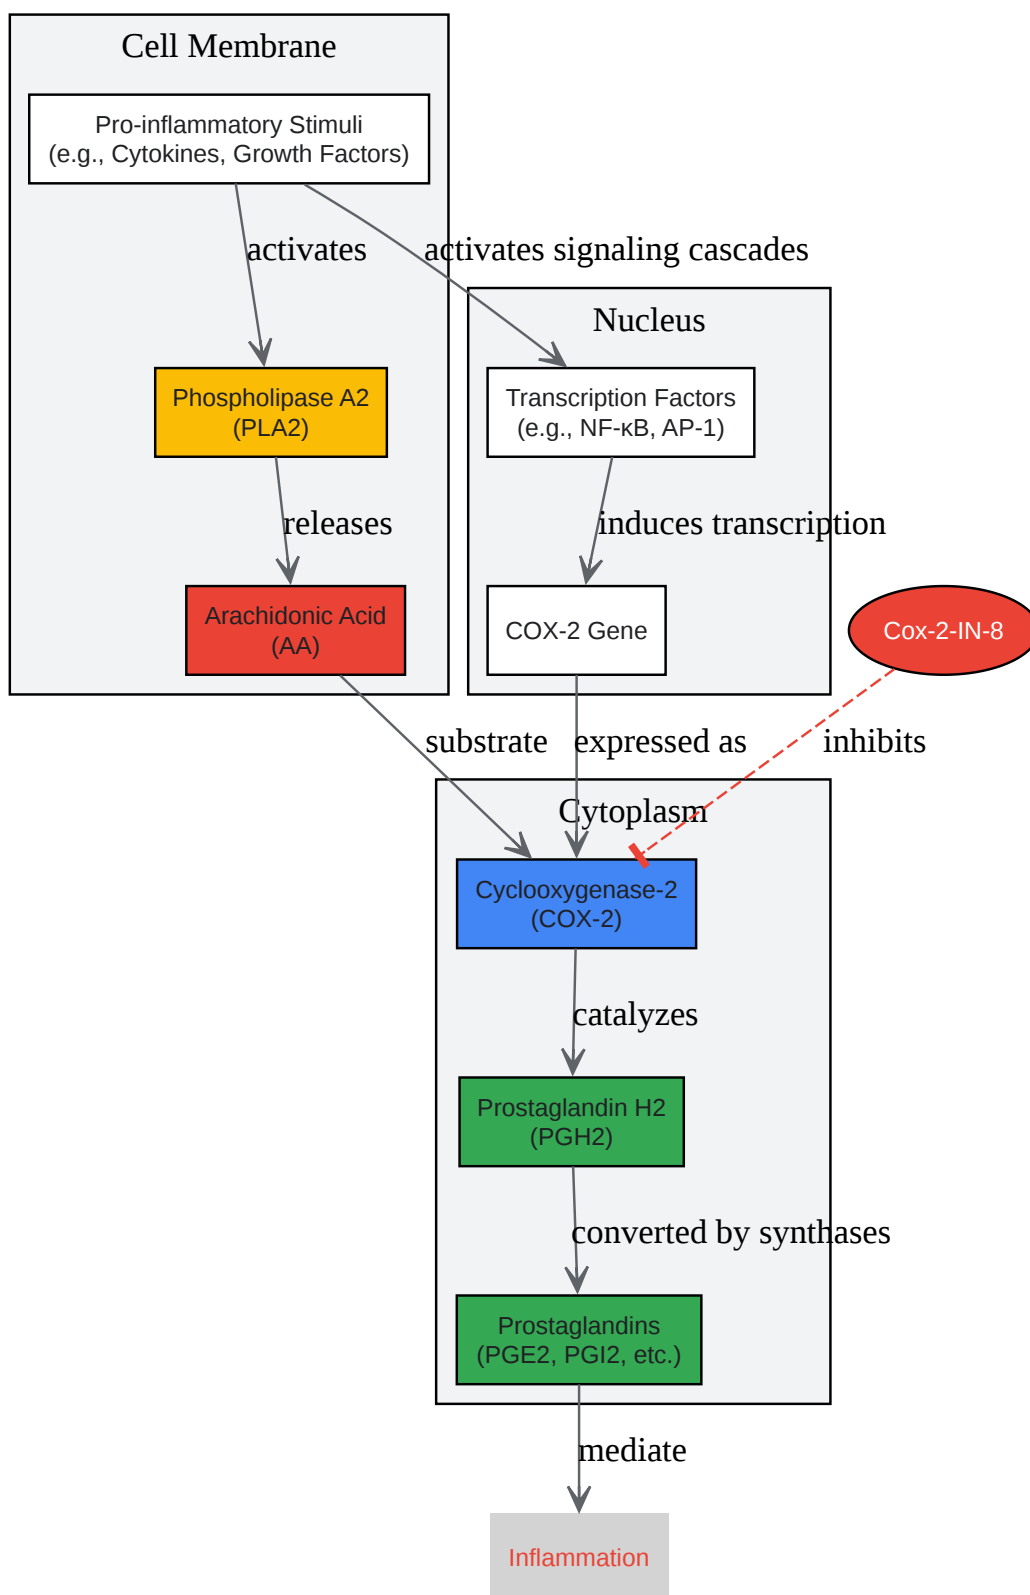 Cell Membrane
Pro-inflammatory Stimuli
(e.g., Cytokines, Growth Factors)
activates
activates signaling cascades
Nucleus
Phospholipase A2
(PLA2)
Transcription Factors
(e.g., NF-κB, AP-1)
releases
induces transcription
Arachidonic Acid
(AA)
COX-2 Gene
Cox-2-IN-8
substrate
expressed as
inhibits
Cytoplasm
Cyclooxygenase-2
(COX-2)
catalyzes
Prostaglandin H2
(PGH2)
converted by synthases
Prostaglandins
(PGE2, PGI2, etc.)
mediate
Inflammation